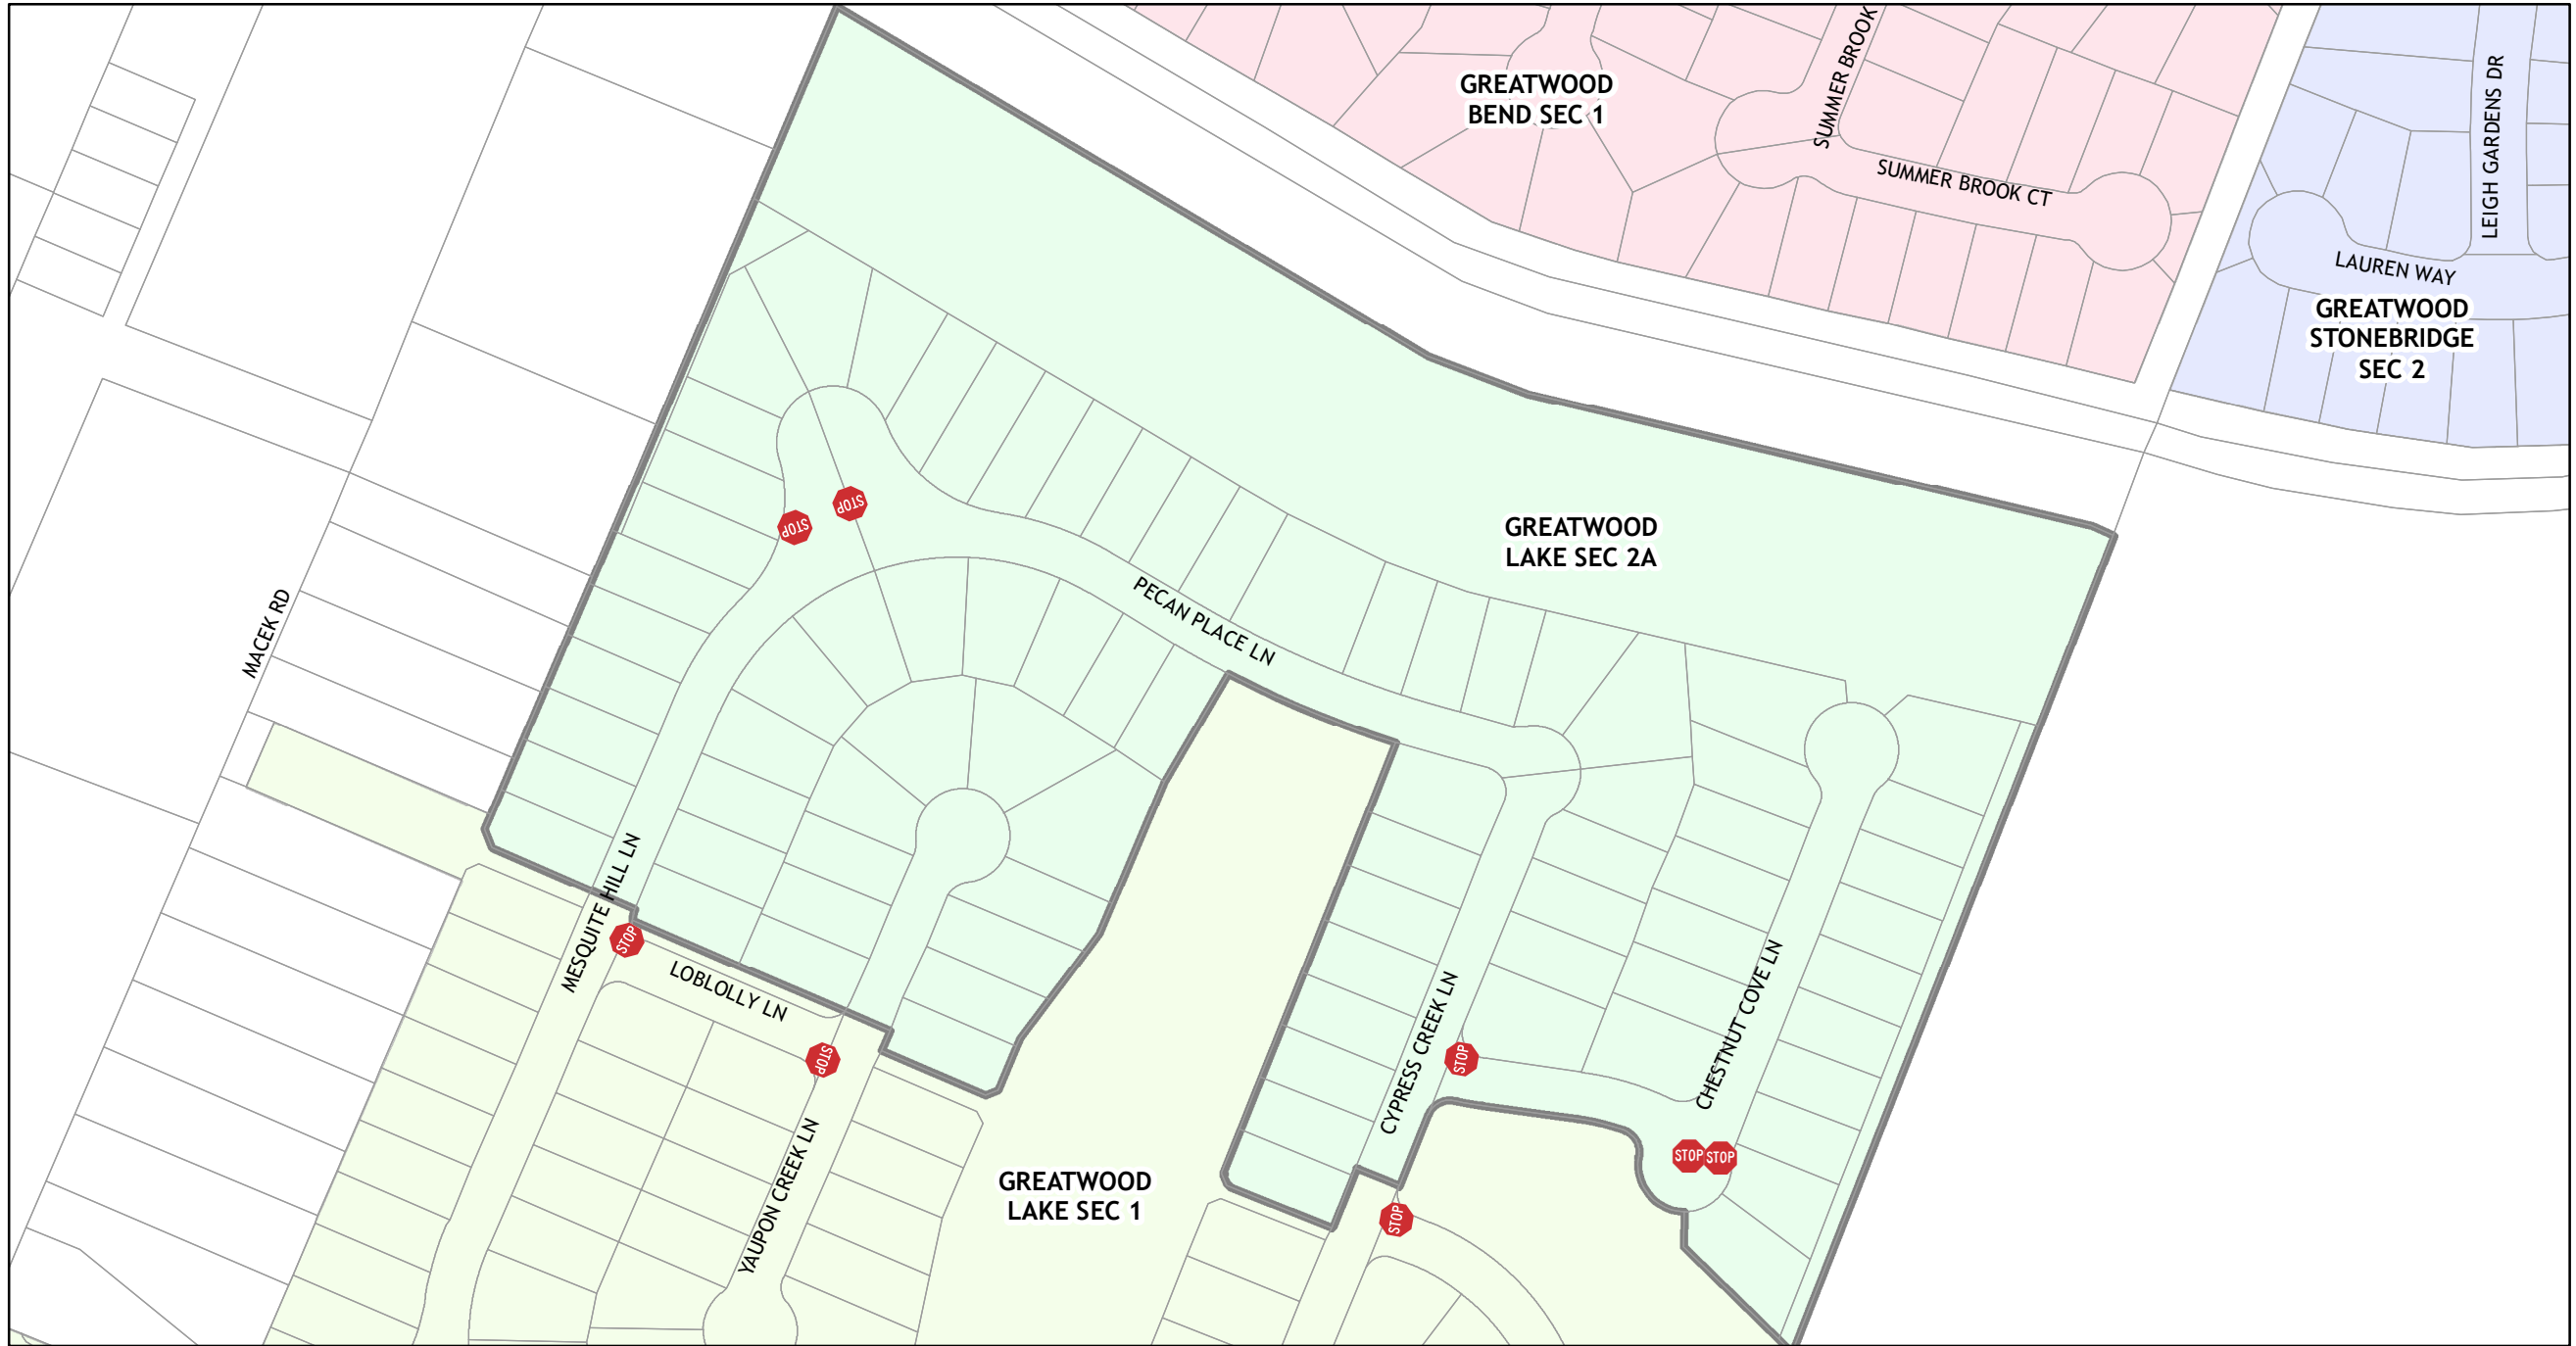 SUMMER BROOK
GREATWOOD
BEND SEC 1
SUMMER BROOK CT
LEIGH GARDENS DR
LAUREN WAY
GREATWOOD
STONEBRIDGE
SEC 2
STOP
STOP
GREATWOOD
LAKE SEC 2A
PECAN PLACE LN
MACEK RD
MESQUITE HILL LN
STOP
LOBLOLLY LN
STOP
CYPRESS CREEK LN
STOP
CHESTNUT COVE LN
STOP
STOP
YAUPON CREEK LN
GREATWOOD
LAKE SEC 1
STOP